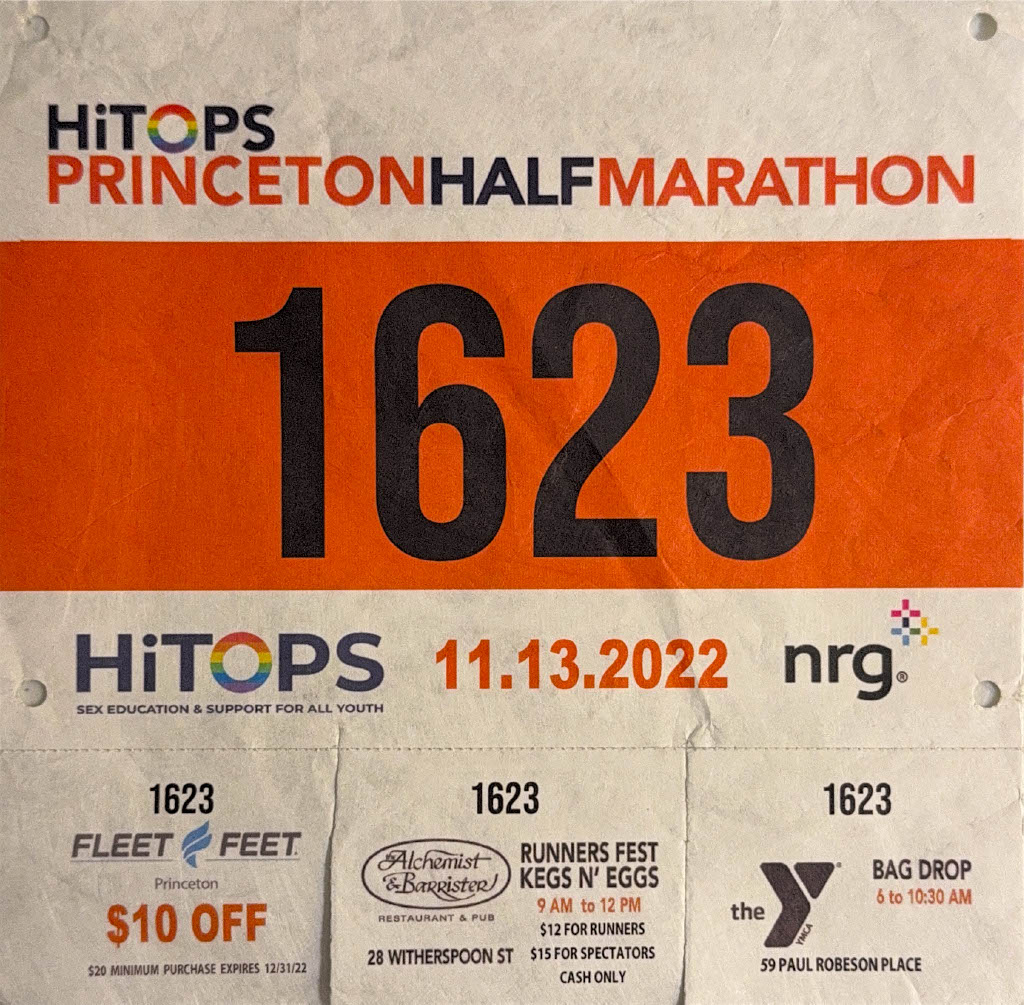 HiTOPS
PRINCETONHALFMARATHON
1623
HiTOPS
SEX EDUCATION & SUPPORT FOR ALL YOUTH
11.13.2022
nrg®
1623
FLEET FEET
Princeton
$10 OFF
$20 MINIMUM PURCHASE EXPIRES 12/31/22
1623
the Alchemist
& Barrister
RESTAURANT & PUB
28 WITHERSPOON ST
RUNNERS FEST
KEGS N' EGGS
9 AM to 12 PM
$12 FOR RUNNERS
$15 FOR SPECTATORS
CASH ONLY
1623
the Y®
YMCA
BAG DROP
6 to 10:30 AM
59 PAUL ROBESON PLACE